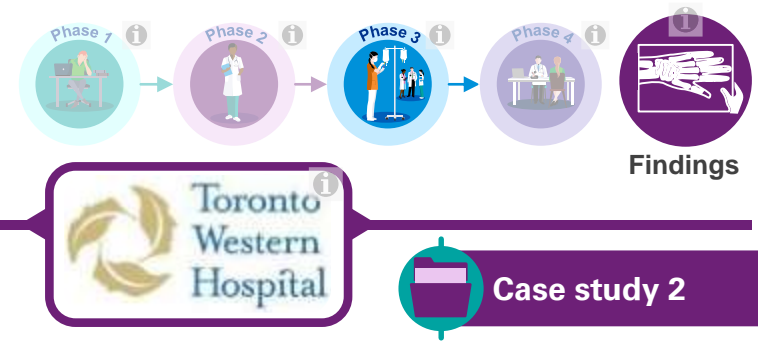 Phase 1
Phase 2
Phase 3
Phase 4
Findings
Toronto
Western
Hospital
Case study 2